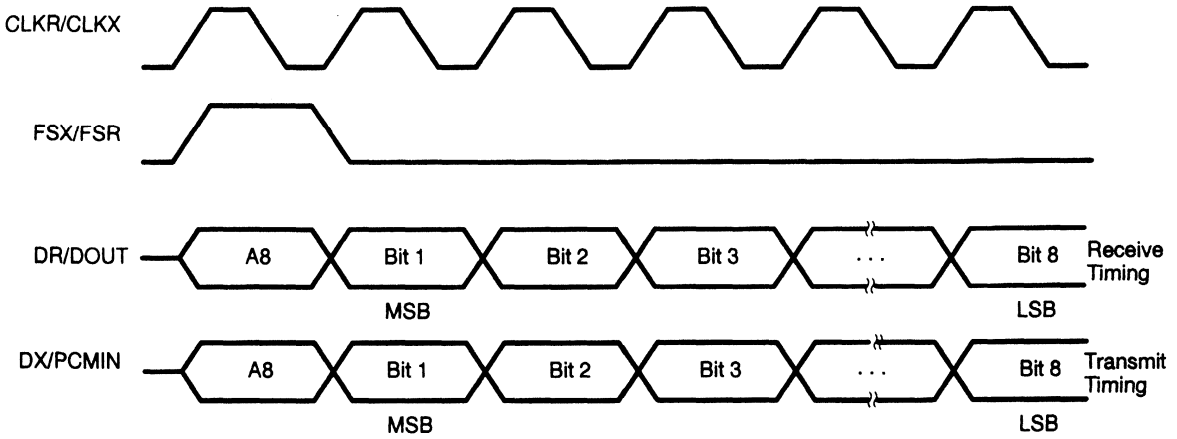 CLKR/CLKX
FSX/FSR
DR/DOUT A8 Bit 1 Bit 2 Bit 3 ... Bit 8 Receive Timing
MSB LSB
DX/PCMIN A8 Bit 1 Bit 2 Bit 3 ... Bit 8 Transmit Timing
MSB LSB